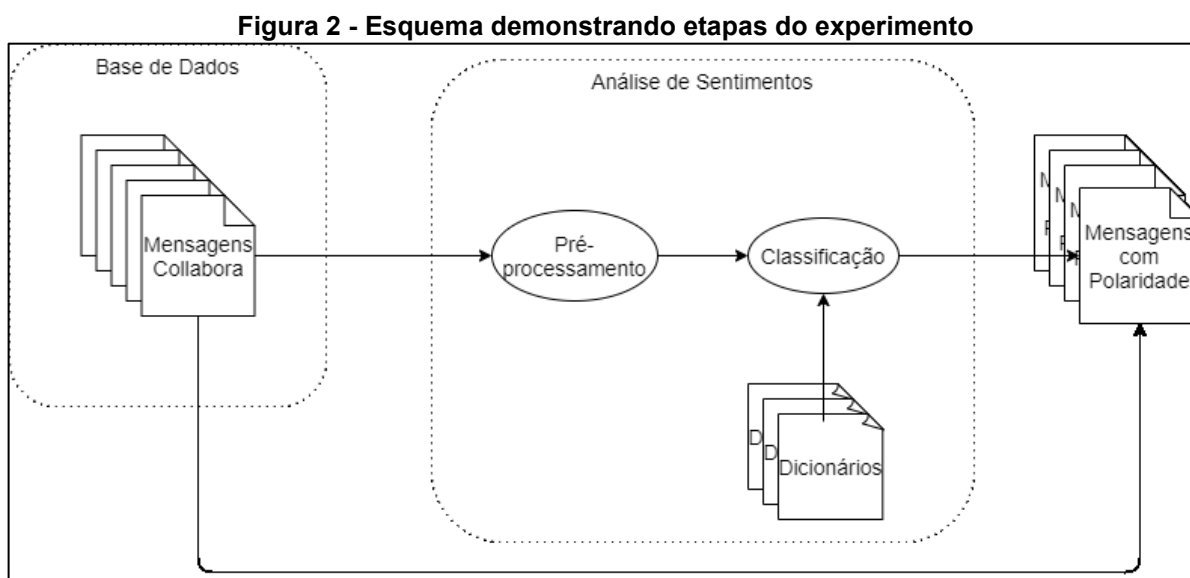 Figura 2 - Esquema demonstrando etapas do experimento
Base de Dados
Análise de Sentimentos
Mensagens
Collabora
Pré-
processamento
Classificação
D
D
Dicionários
M
M
M
P
P
P
Mensagens
com
Polaridade